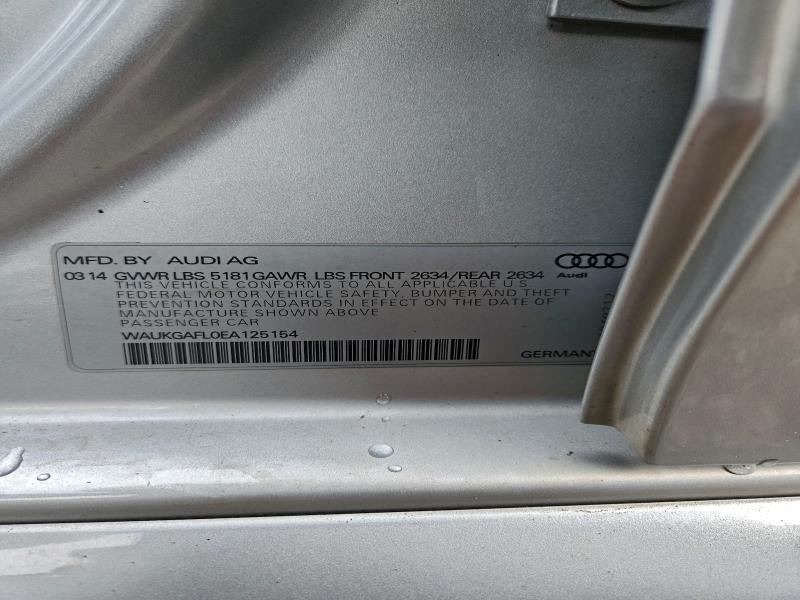 MFD. BY AUDI AG
03 14 GVWR LBS 5181 GAWR LBS FRONT 2634/REAR 2634
Audi
THIS VEHICLE CONFORMS TO ALL APPLICABLE U.S
FEDERAL MOTOR VEHICLE SAFETY, BUMPER AND THEFT
PREVENTION STANDARDS IN EFFECT ON THE DATE OF
MANUFACTURE SHOWN ABOVE
PASSENGER CAR
WAUKGAFL0EA125154
GERMAN